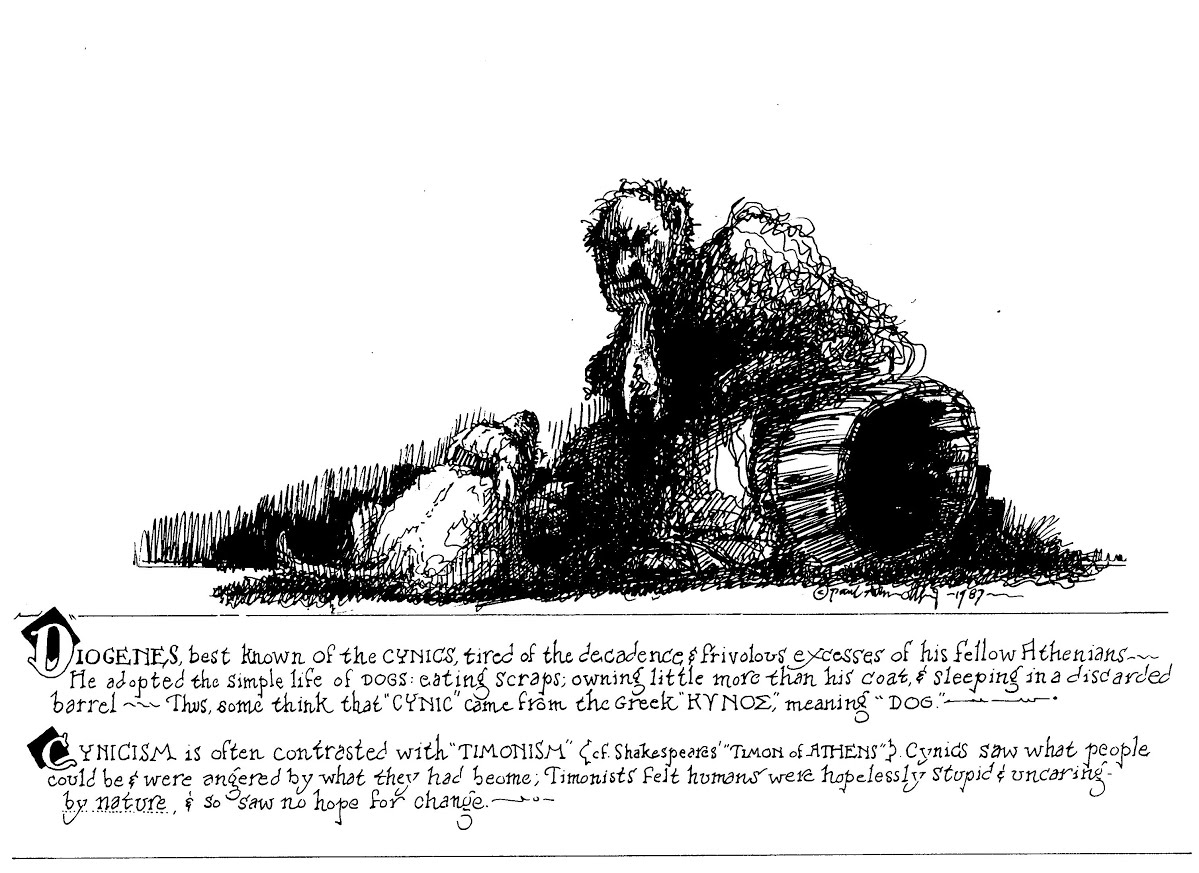 © paul 1987
DIOGENES, best known of the CYNICS, tired of the decadence & frivolous excesses of his fellow Athenians~~
He adopted the simple life of DOGS: eating scraps; owning little more than his coat, & sleeping in a discarded
barrel ~~ Thus, some think that "CYNIC" came from the Greek "KYNOΣ," meaning "DOG."
CYNICISM is often contrasted with "TIMONISM" {cf. Shakespeares' "TIMON of ATHENS"}. Cynics saw what people
could be & were angered by what they had beome; Timonists felt humans were hopelessly stupid & uncaring-
by nature, & so saw no hope for change.